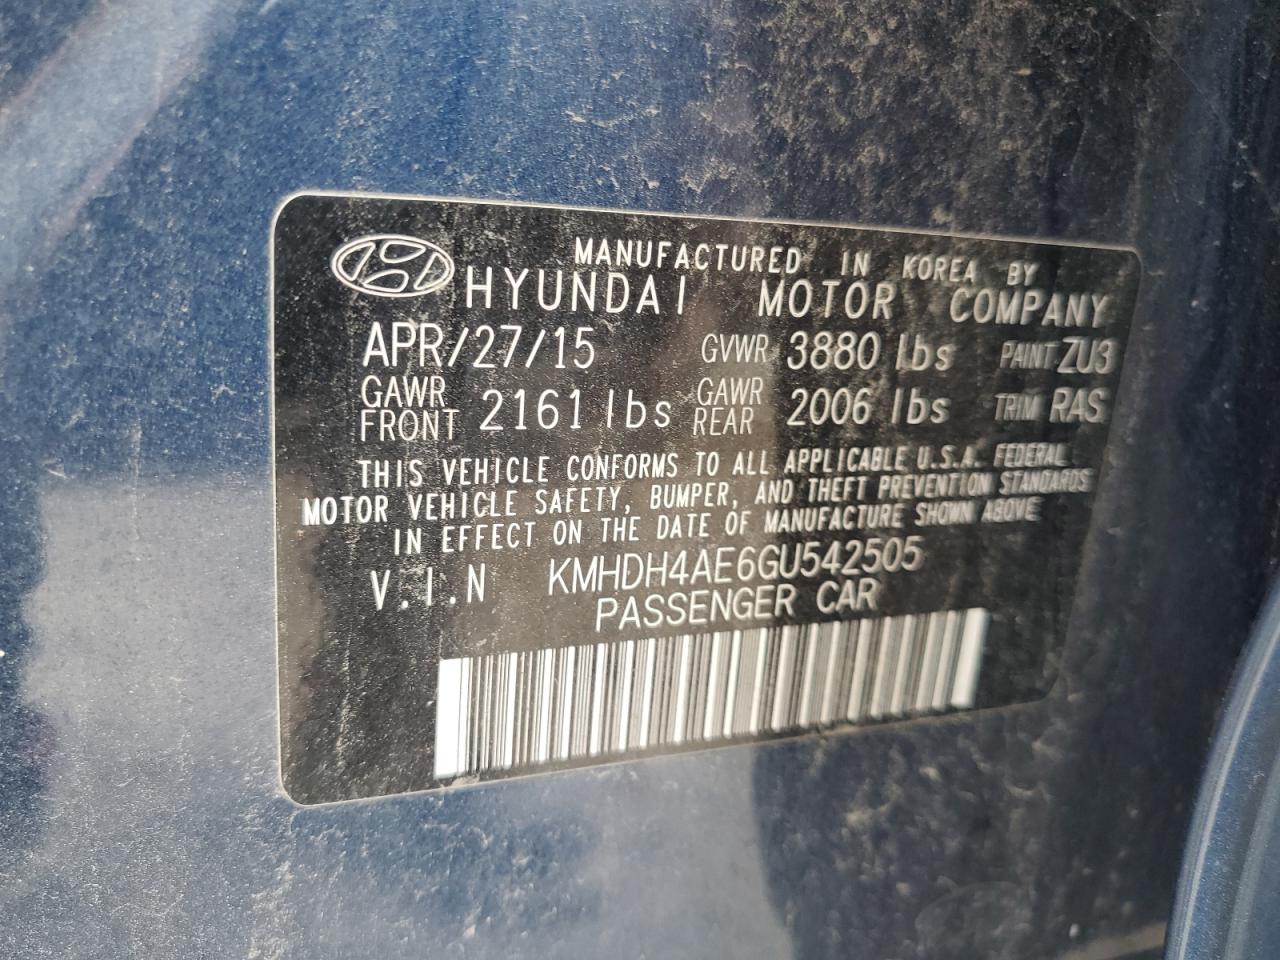 MANUFACTURED IN KOREA BY
HYUNDAI MOTOR COMPANY
APR/27/15 GVWR 3880 lbs PAINT ZU3
GAWR FRONT 2161 lbs GAWR REAR 2006 lbs TRIM RAS
THIS VEHICLE CONFORMS TO ALL APPLICABLE U.S.A. FEDERAL
MOTOR VEHICLE SAFETY, BUMPER, AND THEFT PREVENTION STANDARDS
IN EFFECT ON THE DATE OF MANUFACTURE SHOWN ABOVE
V.I.N KMHDH4AE6GU542505
PASSENGER CAR